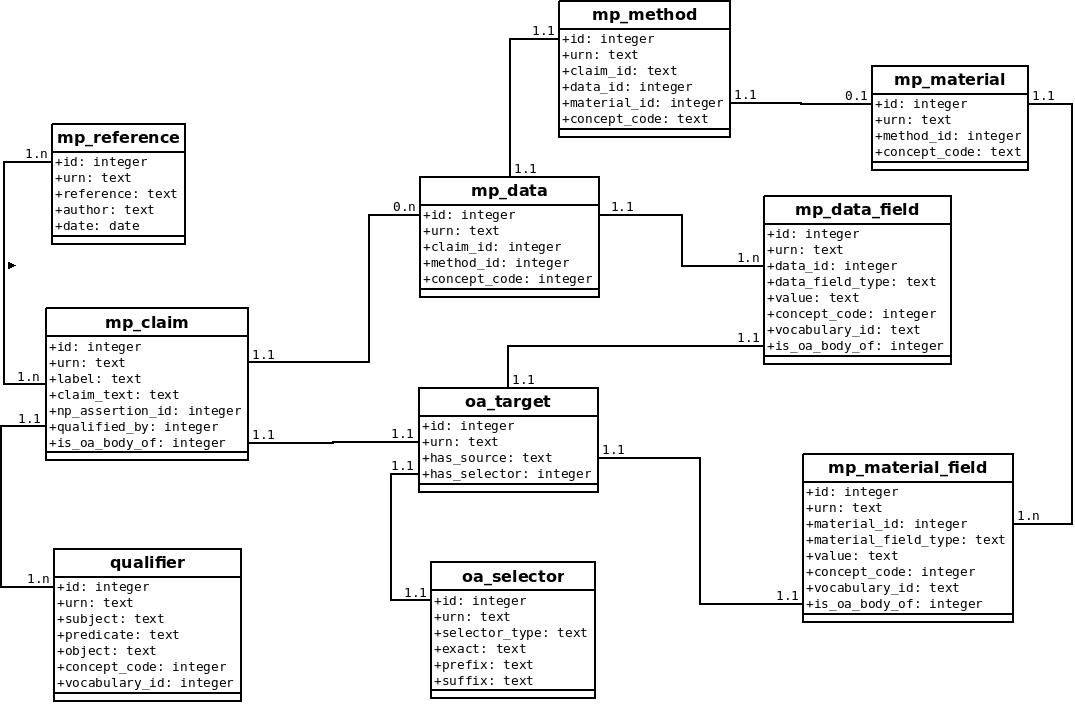 mp_method
+id: integer
+urn: text
+claim_id: text
+data_id: integer
+material_id: integer
+concept_code: text
1.1
1.1
0.1
mp_material
+id: integer
+urn: text
+method_id: integer
+concept_code: text
1.1
mp_reference
+id: integer
+urn: text
+reference: text
+author: text
+date: date
1.n
1.1
mp_data
+id: integer
+urn: text
+claim_id: integer
+method_id: integer
+concept_code: integer
0.n
1.1
mp_data_field
+id: integer
+urn: text
+data_id: integer
+data_field_type: text
+value: text
+concept_code: integer
+vocabulary_id: text
+is_oa_body_of: integer
1.n
1.1
mp_claim
+id: integer
+urn: text
+label: text
+claim_text: text
+np_assertion_id: integer
+qualified_by: integer
+is_oa_body_of: integer
1.n
1.1
1.1
1.1
1.1
oa_target
+id: integer
+urn: text
+has_source: text
+has_selector: integer
1.1
1.1
1.1
mp_material_field
+id: integer
+urn: text
+material_id: integer
+material_field_type: text
+value: text
+concept_code: integer
+vocabulary_id: text
+is_oa_body_of: integer
1.n
1.1
qualifier
+id: integer
+urn: text
+subject: text
+predicate: text
+object: text
+concept_code: integer
+vocabulary_id: integer
1.n
oa_selector
+id: integer
+urn: text
+selector_type: text
+exact: text
+prefix: text
+suffix: text
1.1